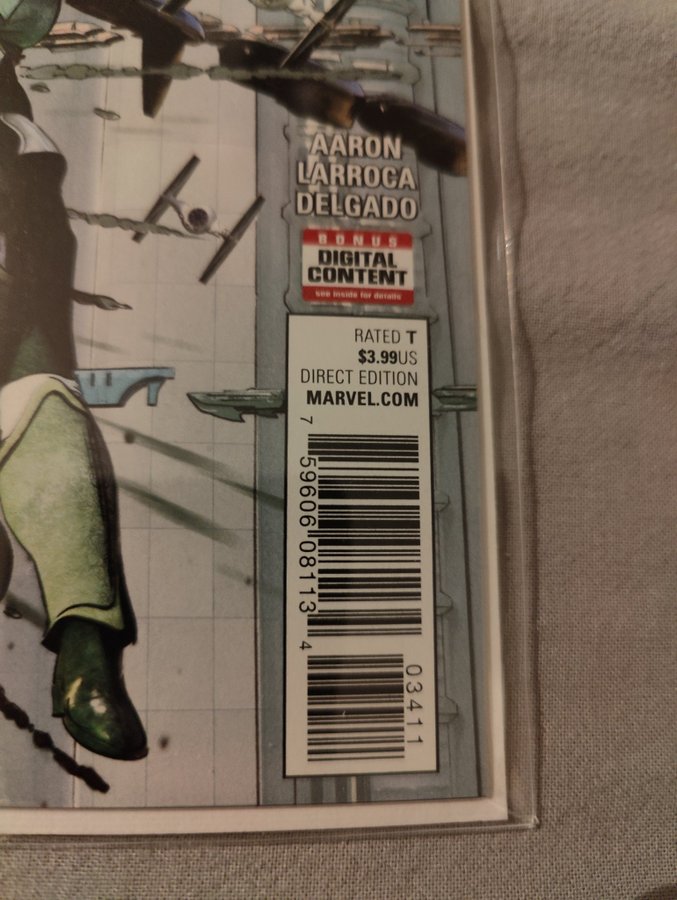 AARON
LARROCA
DELGADO
BONUS
DIGITAL
CONTENT
see inside for details
RATED T
$3.99US
DIRECT EDITION
MARVEL.COM
7 59606 08113 4
03411